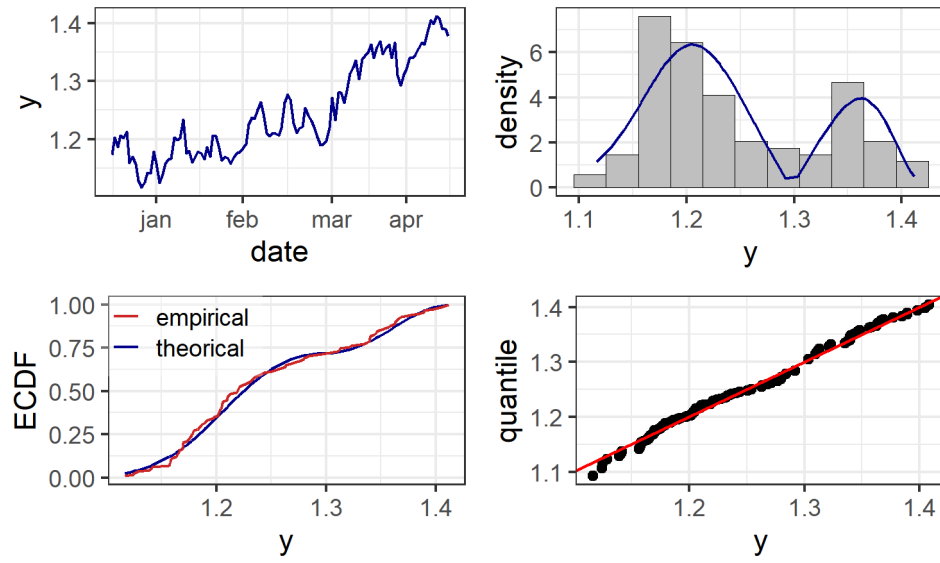 1.4
1.3
1.2
y
jan
feb
mar
apr
date
6
4
2
0
density
1.1
1.2
1.3
1.4
y
1.00
0.75
0.50
0.25
0.00
ECDF
empirical
theorical
1.2
1.3
1.4
y
1.4
1.3
1.2
1.1
quantile
1.2
1.3
1.4
y